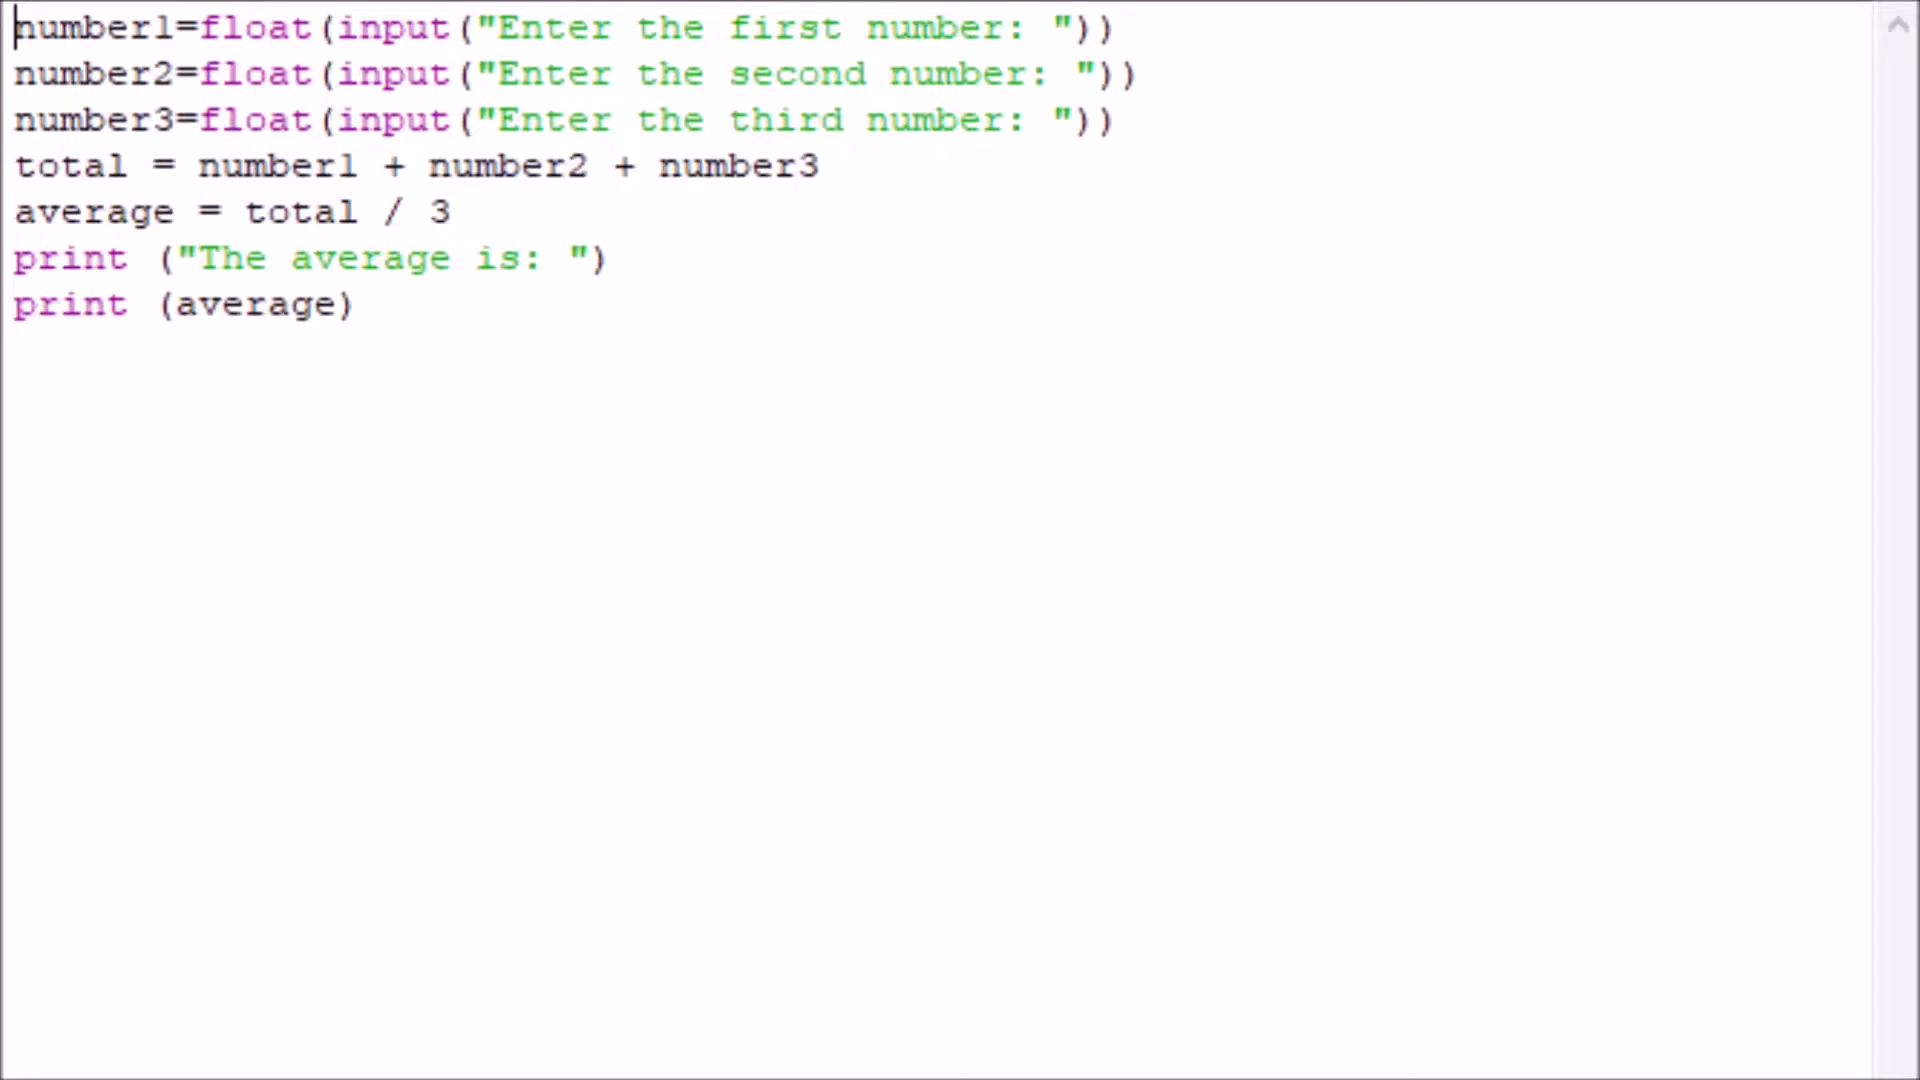 number1=float(input("Enter the first number: "))
number2=float(input("Enter the second number: "))
number3=float(input("Enter the third number: "))
total = number1 + number2 + number3
average = total / 3
print ("The average is: ")
print (average)